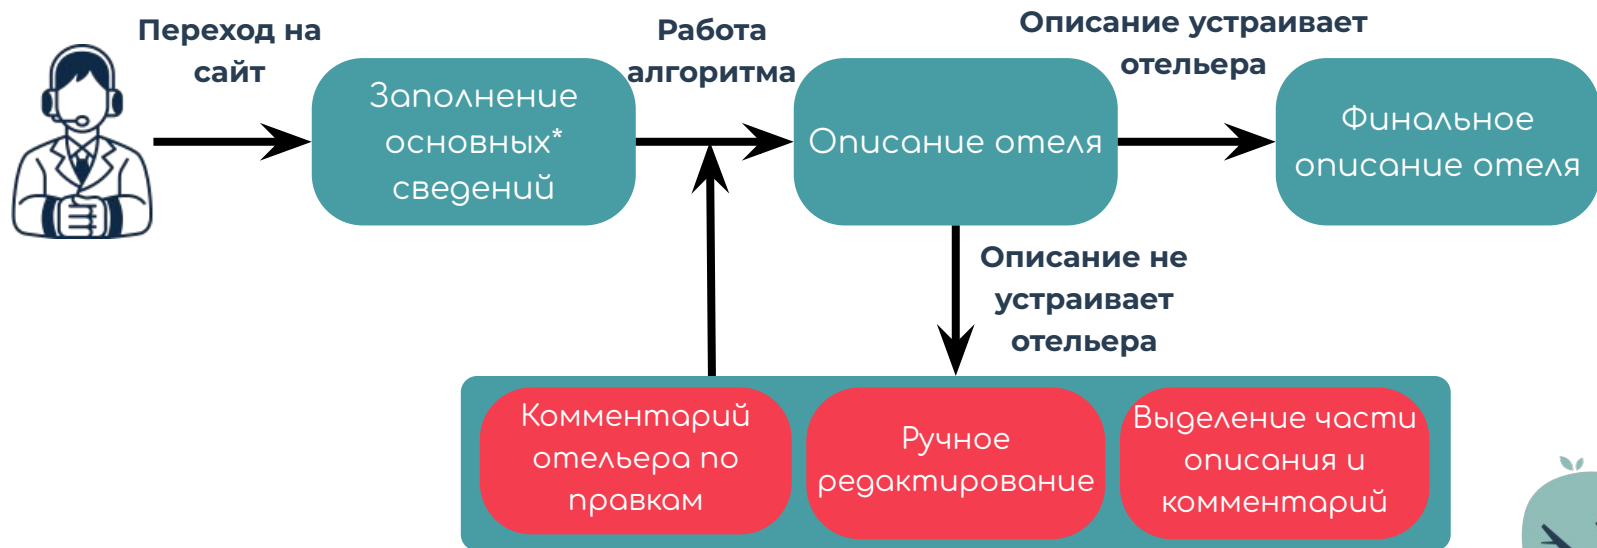 Переход на
сайт
Заполнение
основных*
сведений
Работа
алгоритма
Описание отеля
Описание устраивает
отельера
Финальное
описание отеля
Описание не
устраивает
отельера
Комментарий
отельера по
правкам
Ручное
редактирование
Выделение части
описания и
комментарий